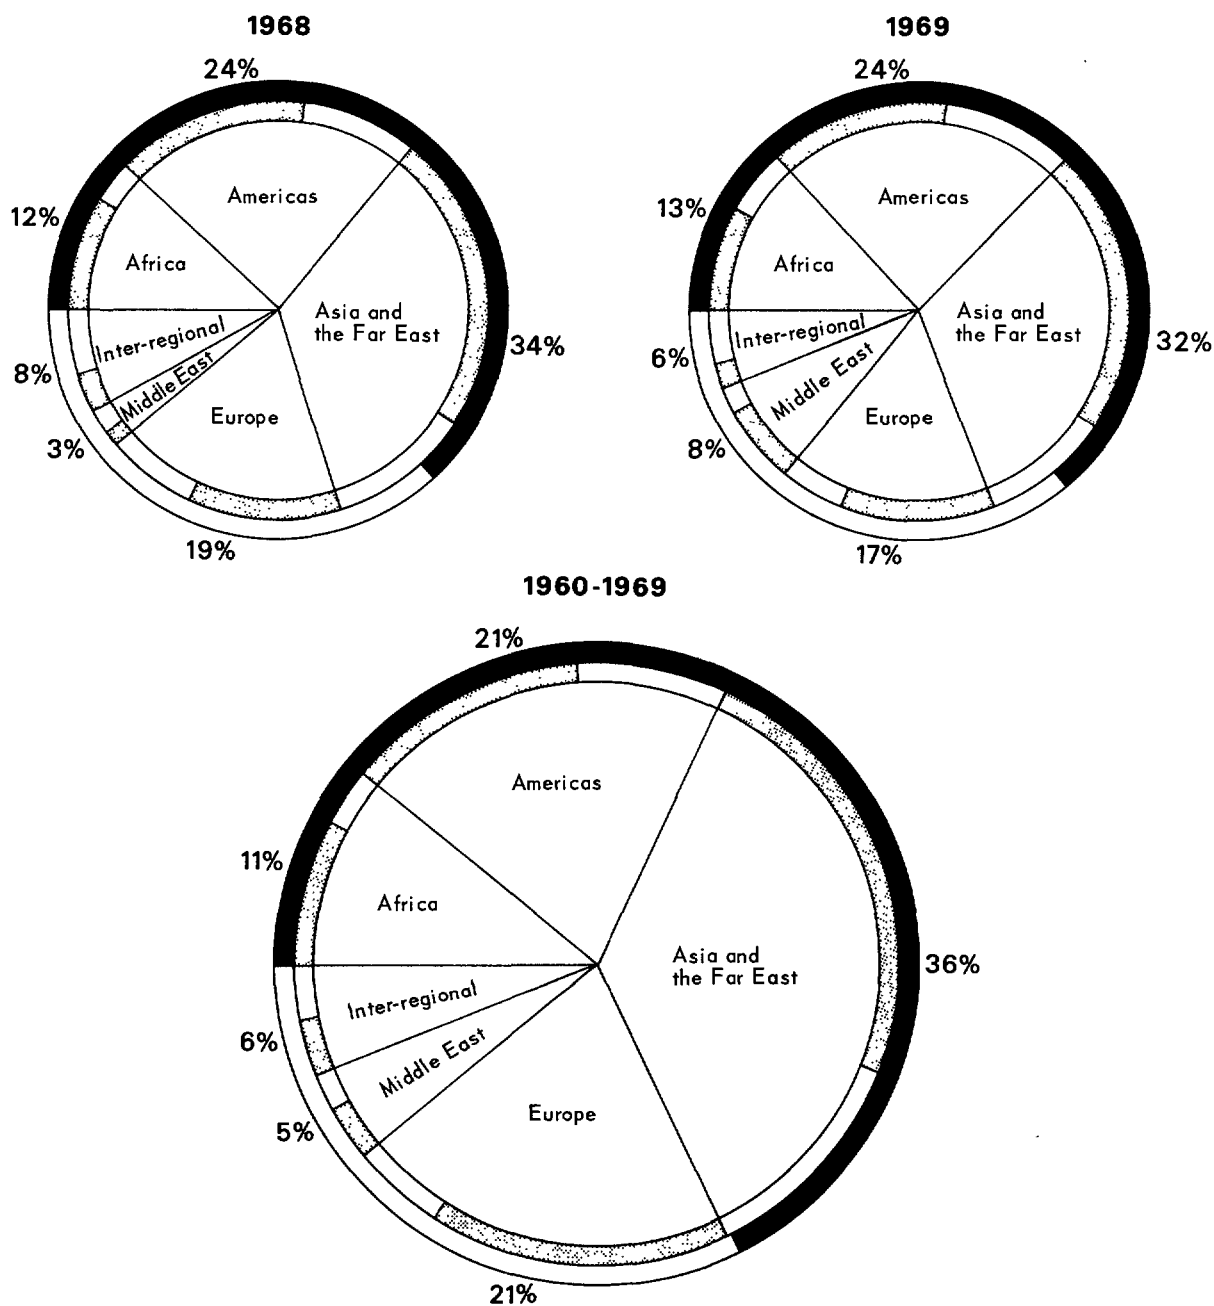 1968
24%
Americas
12%
Africa
Asia and
the Far East
34%
Inter-regional
8%
Middle East
3%
Europe
19%
1969
24%
Americas
13%
Africa
Asia and
the Far East
32%
Inter-regional
6%
Middle East
8%
Europe
17%
1960-1969
21%
Americas
11%
Africa
Asia and
the Far East
36%
Inter-regional
6%
Middle East
5%
Europe
21%